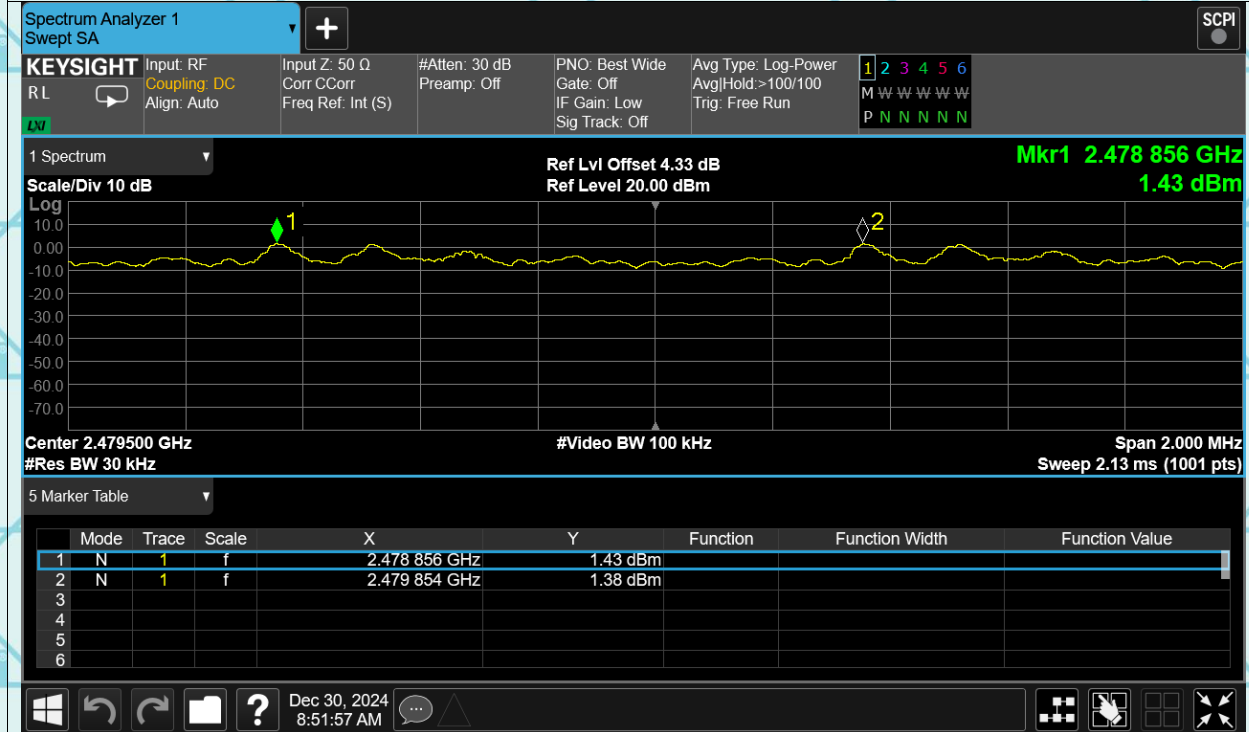 Spectrum Analyzer 1
Swept SA
SCPI
KEYSIGHT
R L
LXI
Input: RF
Coupling: DC
Align: Auto
Input Z: 50 Ω
Corr CCorr
Freq Ref: Int (S)
#Atten: 30 dB
Preamp: Off
PNO: Best Wide
Gate: Off
IF Gain: Low
Sig Track: Off
Avg Type: Log-Power
Avg|Hold:>100/100
Trig: Free Run
1 2 3 4 5 6
M W W W W W
P N N N N N
1 Spectrum
Scale/Div 10 dB
Ref Lvl Offset 4.33 dB
Ref Level 20.00 dBm
Mkr1 2.478 856 GHz
1.43 dBm
Log
10.0
0.00
-10.0
-20.0
-30.0
-40.0
-50.0
-60.0
-70.0
1
2
Center 2.479500 GHz
#Video BW 100 kHz
Span 2.000 MHz
#Res BW 30 kHz
Sweep 2.13 ms (1001 pts)
5 Marker Table
Mode Trace Scale X Y Function Function Width Function Value
1 N 1 f 2.478 856 GHz 1.43 dBm
2 N 1 f 2.479 854 GHz 1.38 dBm
3
4
5
6
?
Dec 30, 2024
8:51:57 AM